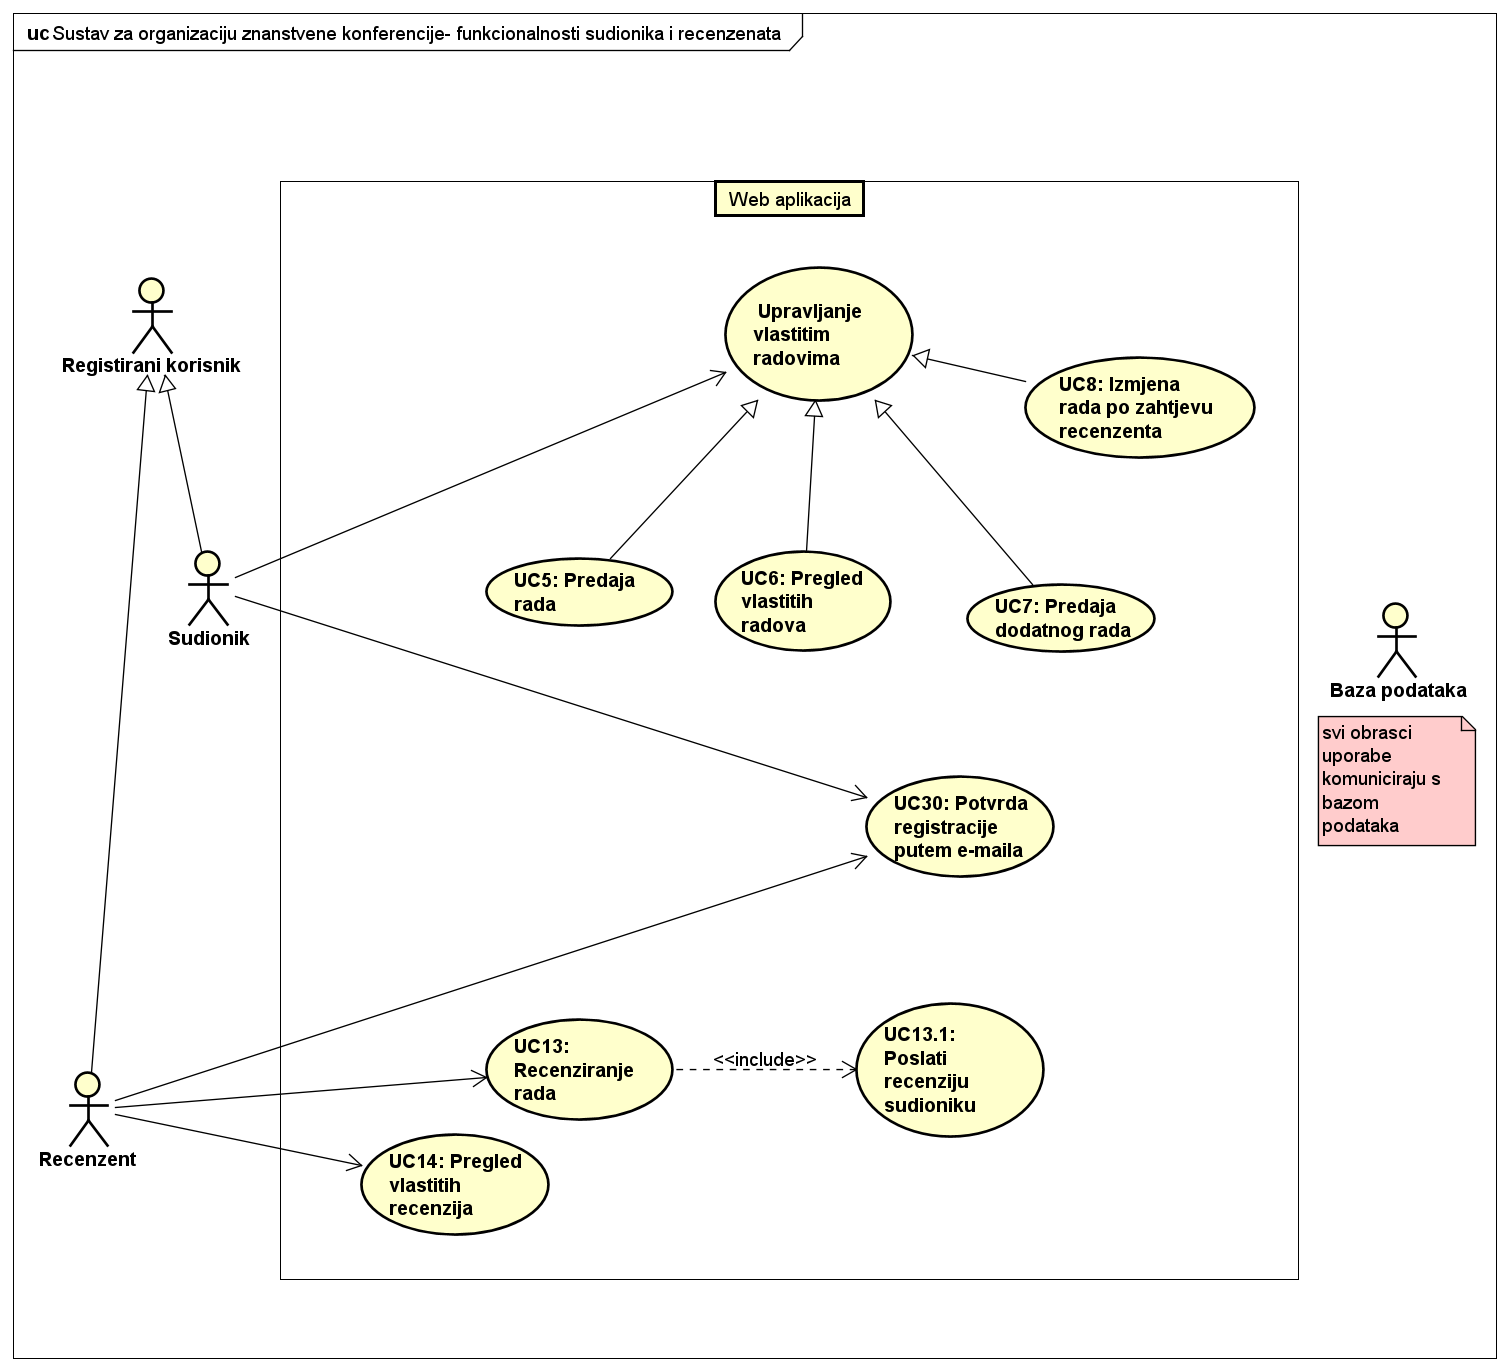 uc Sustav za organizaciju znanstvene konferencije- funkcionalnosti sudionika i recenzenata
Web aplikacija
Registirani korisnik
Upravljanje
vlastitim
radovima
UC8: Izmjena
rada po zahtjevu
recenzenta
Sudionik
UC5: Predaja
rada
UC6: Pregled
vlastitih
radova
UC7: Predaja
dodatnog rada
Baza podataka
svi obrasci
uporabe
komuniciraju s
bazom
podataka
UC30: Potvrda
registracije
putem e-maila
UC13:
Recenziranje
rada
<<include>>
UC13.1:
Poslati
recenziju
sudioniku
Recenzent
UC14: Pregled
vlastitih
recenzija